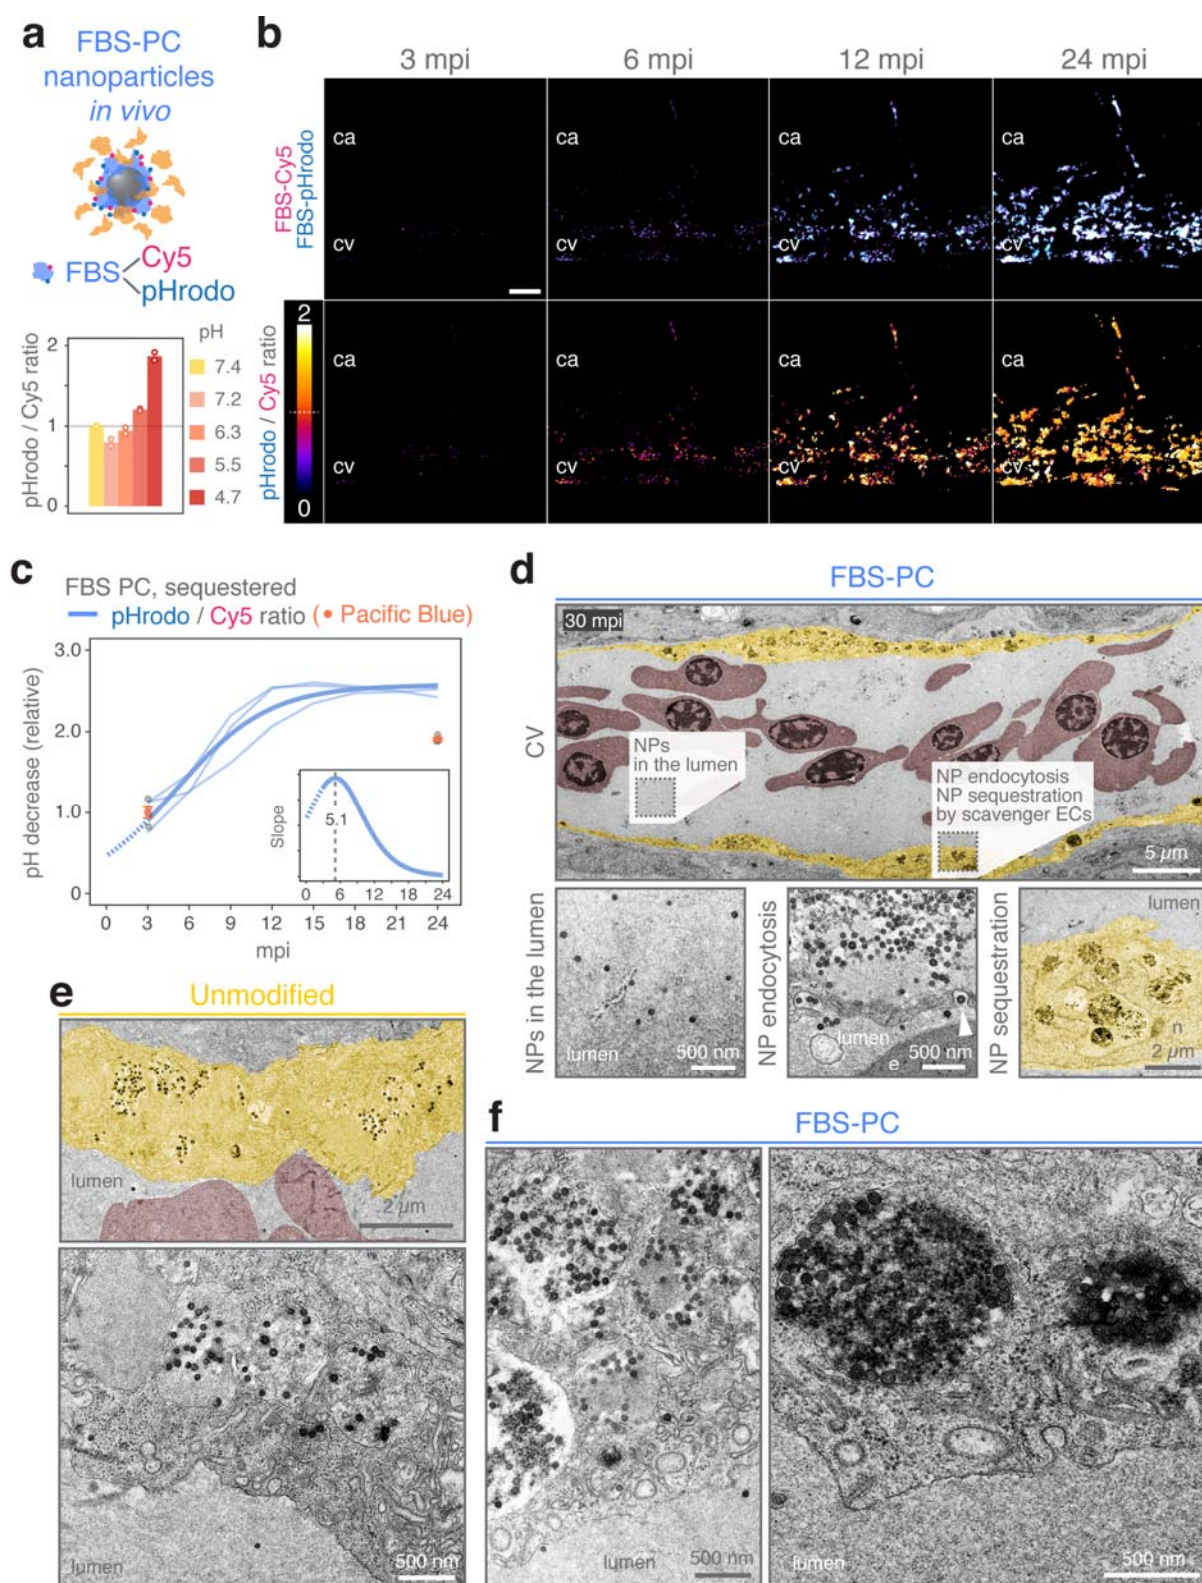 a
FBS-PC
nanoparticles
in vivo
FBS
Cy5
pHrodo
pHrodo / Cy5 ratio
2
1
0
pH
7.4
7.2
6.3
5.5
4.7
b
3 mpi
6 mpi
12 mpi
24 mpi
FBS-Cy5
FBS-pHrodo
ca
cv
ca
cv
ca
cv
ca
cv
pHrodo / Cy5 ratio
2
0
ca
cv
ca
cv
ca
cv
ca
cv
c
FBS PC, sequestered
pHrodo / Cy5 ratio (• Pacific Blue)
pH decrease (relative)
3.0
2.0
1.0
0
0 3 6 9 12 15 18 21 24
mpi
Slope
5.1
0 6 12 18 24
d
FBS-PC
30 mpi
CV
NPs
in the lumen
NP endocytosis
NP sequestration
by scavenger ECs
5 µm
NPs in the lumen
lumen
500 nm
NP endocytosis
lumen
e
500 nm
NP sequestration
lumen
n
2 µm
e
Unmodified
lumen
2 µm
lumen
500 nm
f
FBS-PC
lumen
500 nm
lumen
500 nm